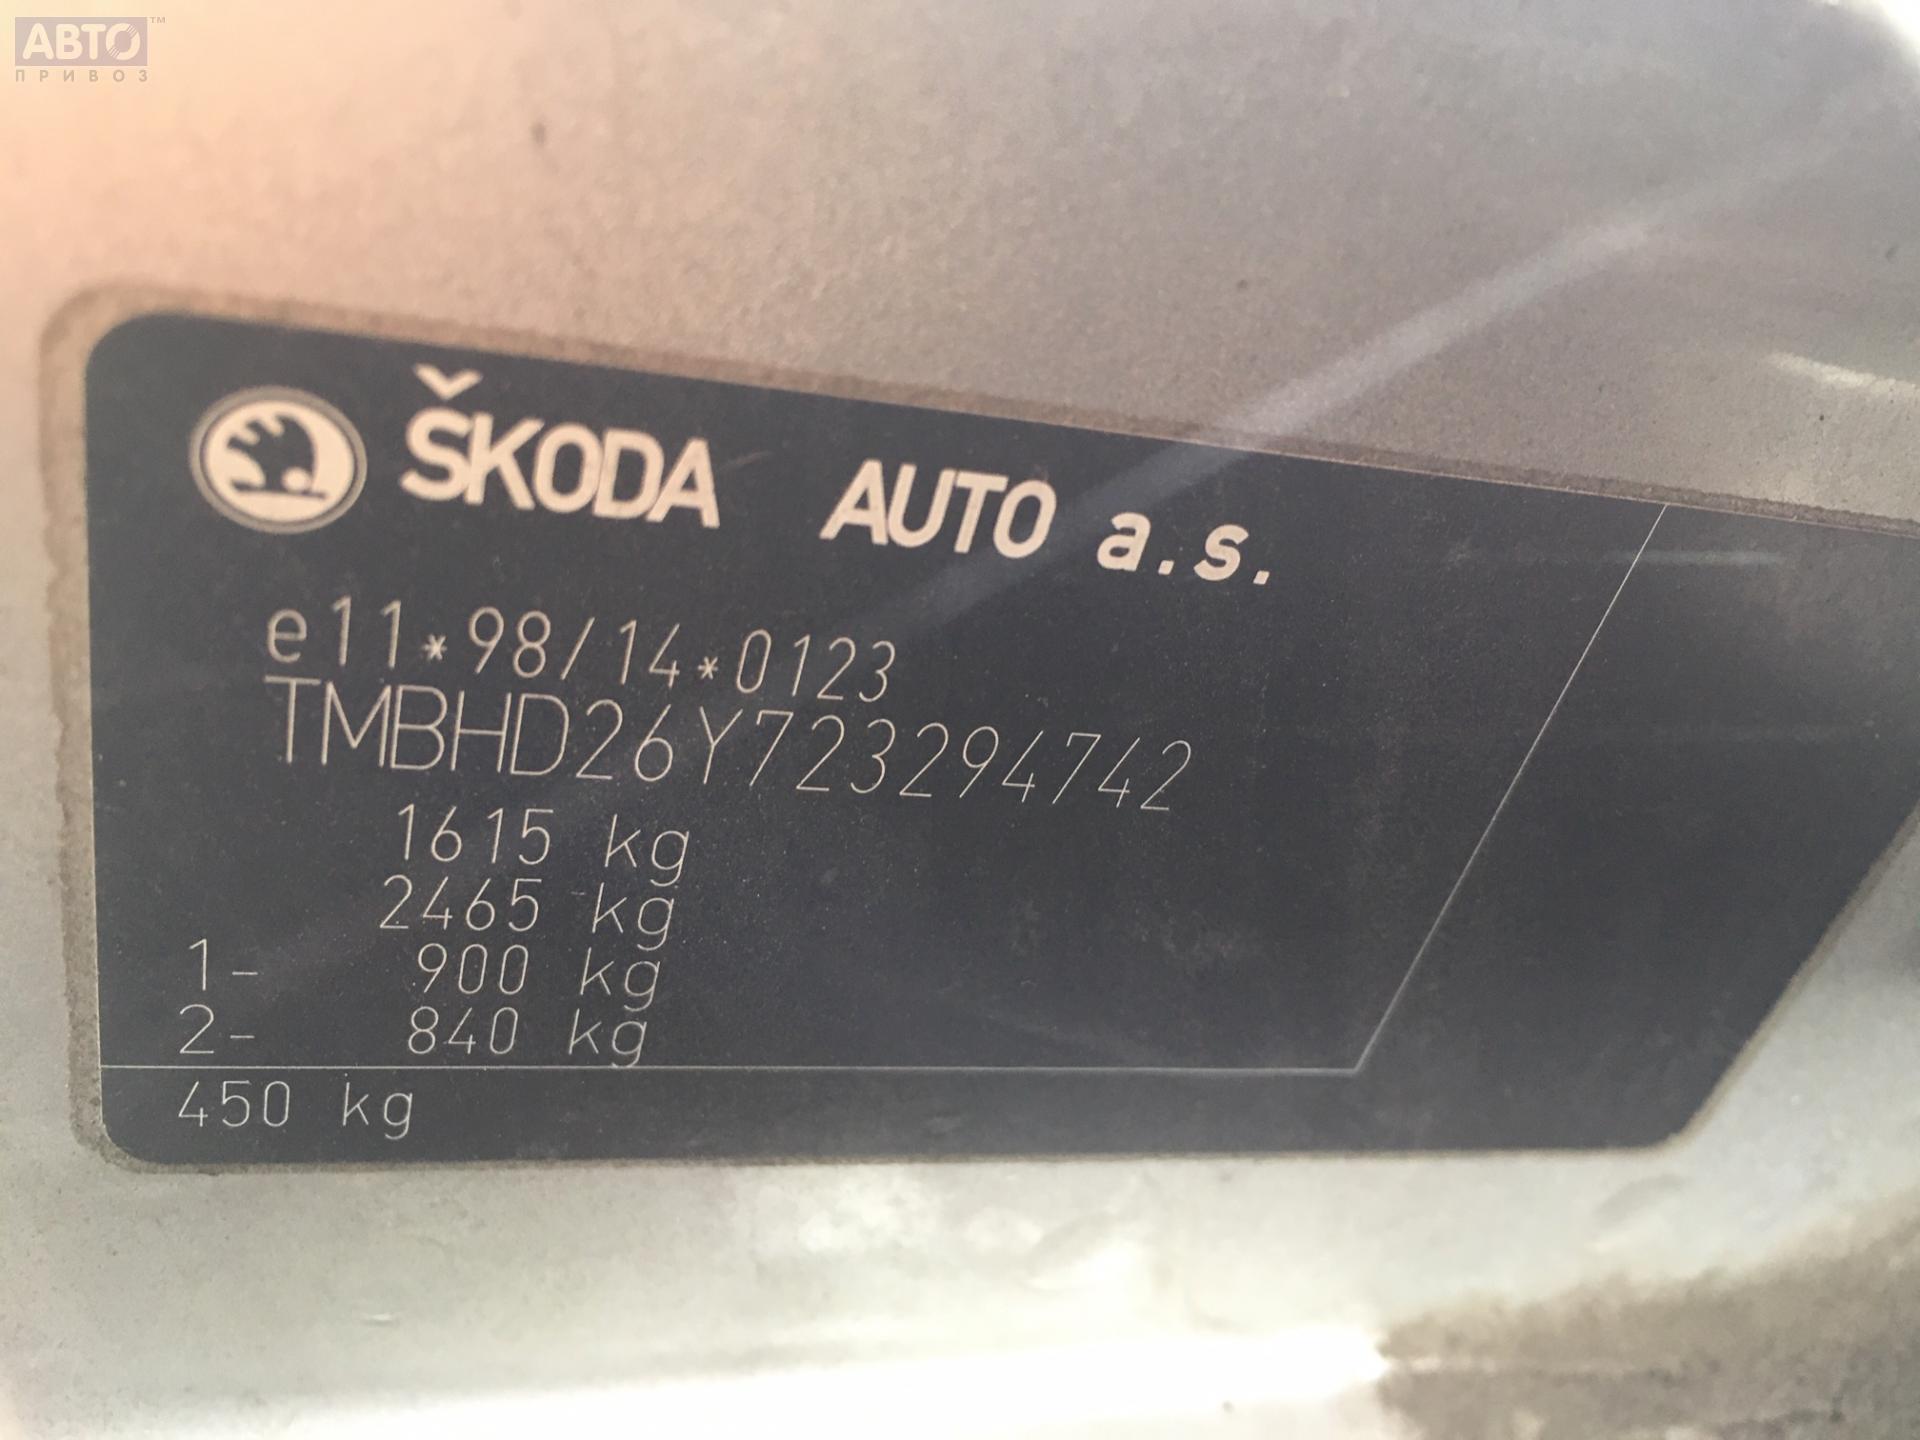 АВТО™
ПРИВОЗ
ŠKODA AUTO a.s.
e11*98/14*0123
TMBHD26Y723294742
1615 kg
2465 kg
1- 900 kg
2- 840 kg
450 kg